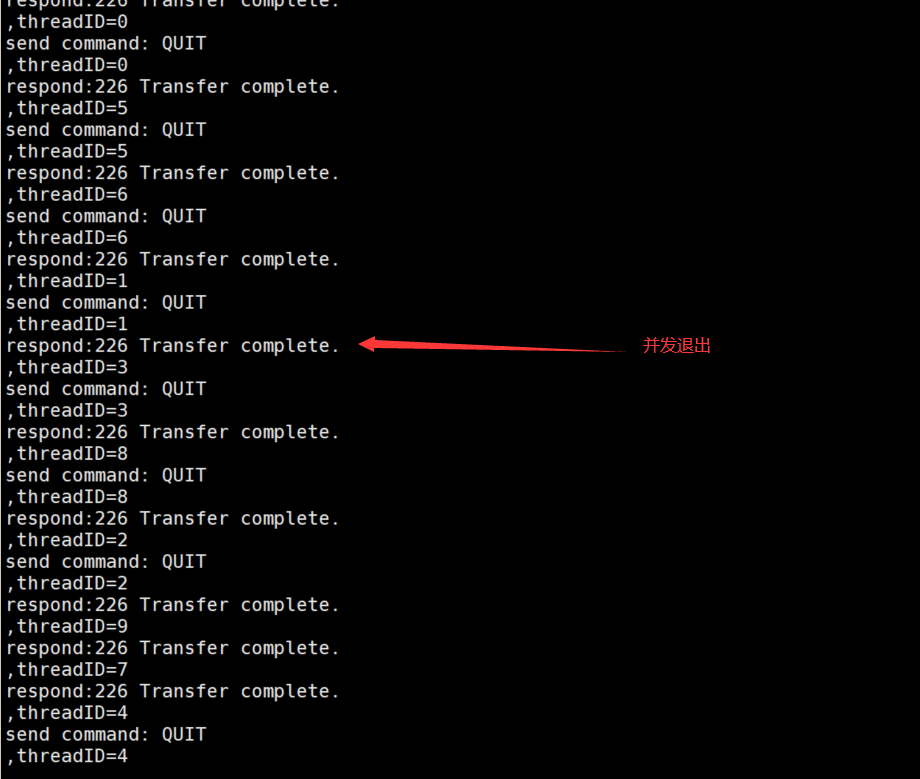 respond:226 Transfer complete.
,threadID=0
send command: QUIT
,threadID=0
respond:226 Transfer complete.
,threadID=5
send command: QUIT
,threadID=5
respond:226 Transfer complete.
,threadID=6
send command: QUIT
,threadID=6
respond:226 Transfer complete.
,threadID=1
send command: QUIT
,threadID=1
respond:226 Transfer complete. 并发退出
,threadID=3
send command: QUIT
,threadID=3
respond:226 Transfer complete.
,threadID=8
send command: QUIT
,threadID=8
respond:226 Transfer complete.
,threadID=2
send command: QUIT
,threadID=2
respond:226 Transfer complete.
,threadID=9
respond:226 Transfer complete.
,threadID=7
respond:226 Transfer complete.
,threadID=4
send command: QUIT
,threadID=4